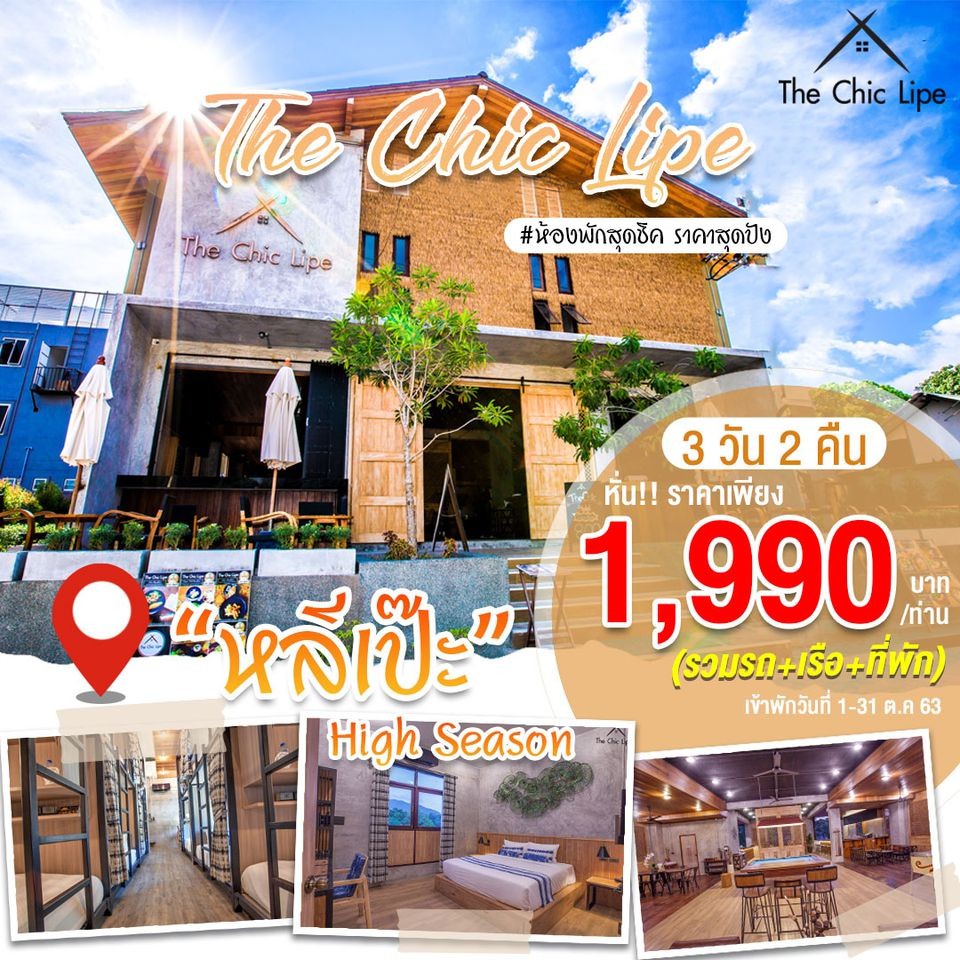 The Chic Lipe
The Chic Lipe
#ห้องพักสุดชิค ราคาสุดปัง
The Chic Lipe
3 วัน 2 คืน
หั่น!! ราคาเพียง
1,990
บาท
/ท่าน
(รวมรถ+เรือ+ที่พัก)
เข้าพักวันที่ 1-31 ต.ค 63
The Chic Lipe
"หลีเป๊ะ"
High Season
The Chic Lipe